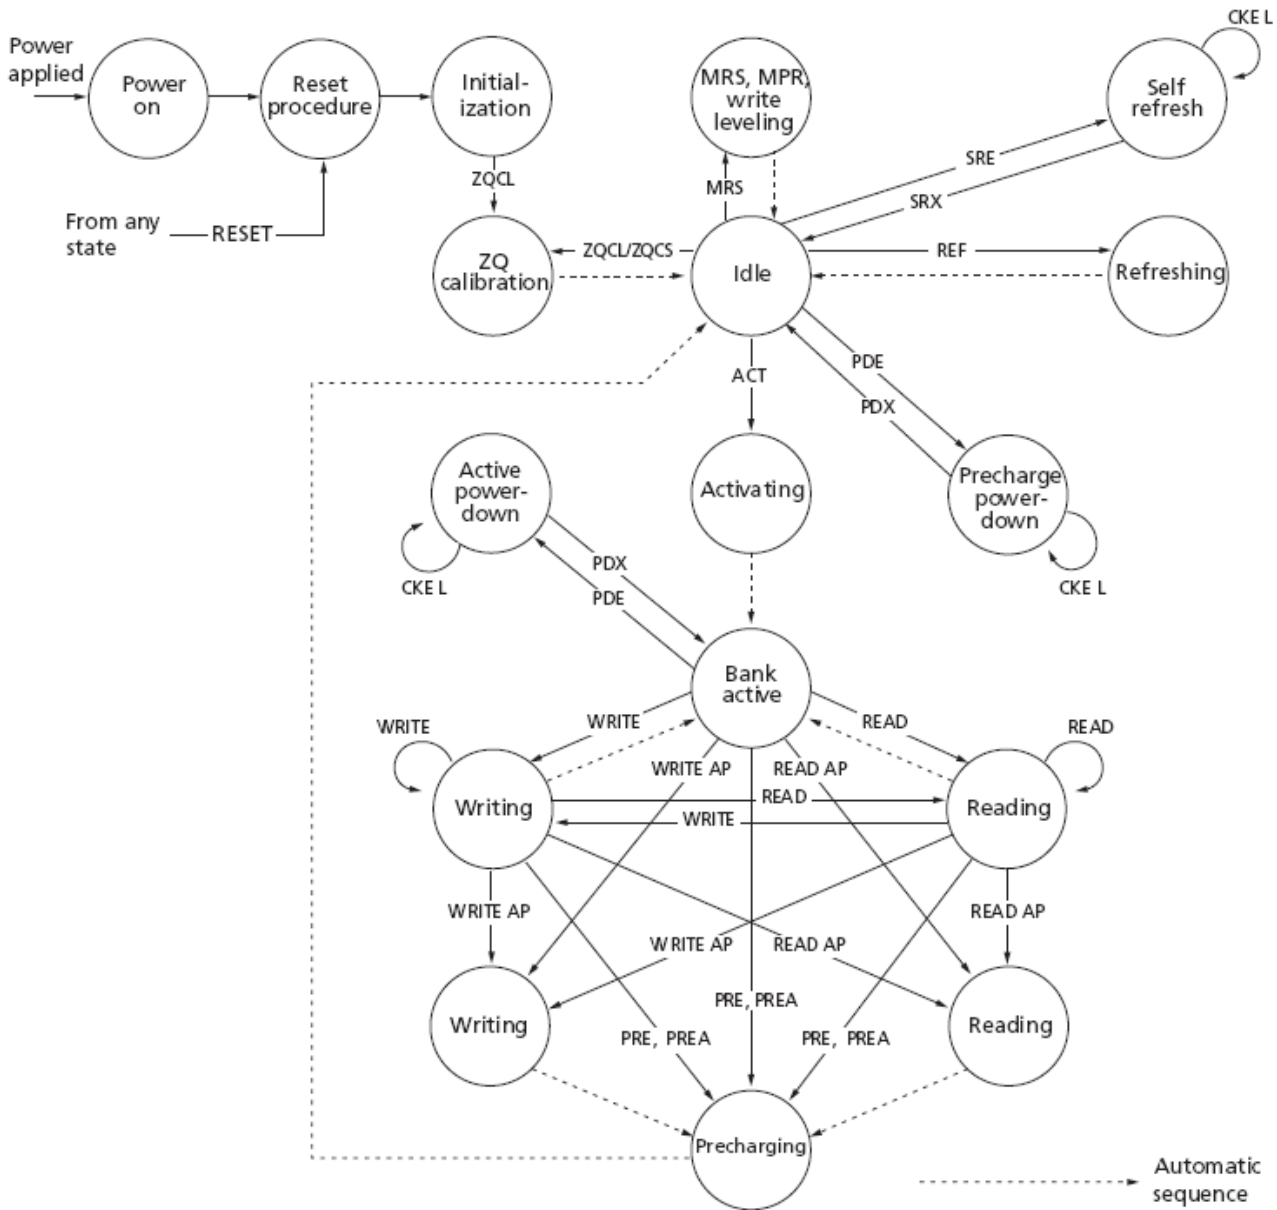 Power
applied
Power
on
Reset
procedure
Initial-
ization
MRS, MPR,
write
leveling
Self
refresh
CKE L
ZQCL
MRS
SRE
SRX
From any
state
RESET
ZQ
calibration
ZQCL/ZQCS
Idle
REF
Refreshing
ACT
PDE
PDX
Active
power-
down
Activating
Precharge
power-
down
CKE L
CKE L
PDX
PDE
Bank
active
WRITE
WRITE
READ
READ
WRITE AP
READ AP
Writing
READ
WRITE
Reading
WRITE AP
READ AP
WRITE AP
READ AP
Writing
Reading
PRE, PREA
PRE, PREA
PRE, PREA
Precharging
Automatic
sequence